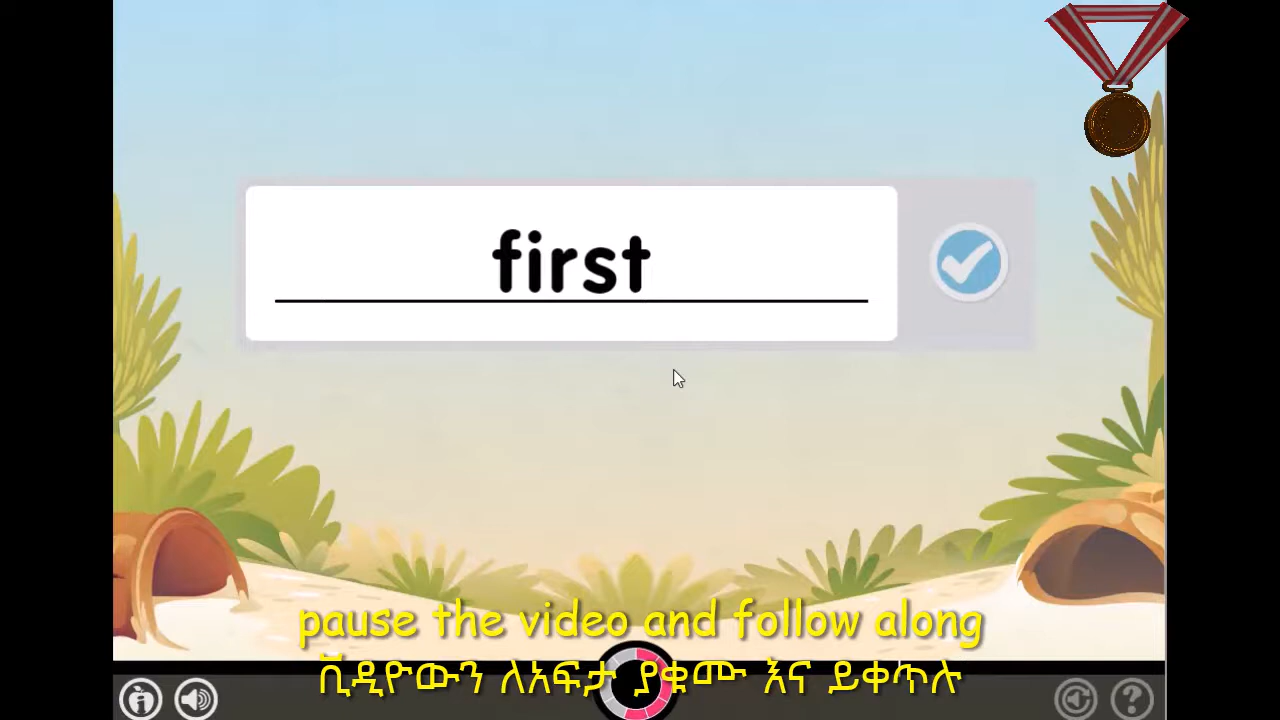 first
pause the video and follow along
ቪዲዮውን ለአፍታ ያቁሙ እና ይቀጥሉ